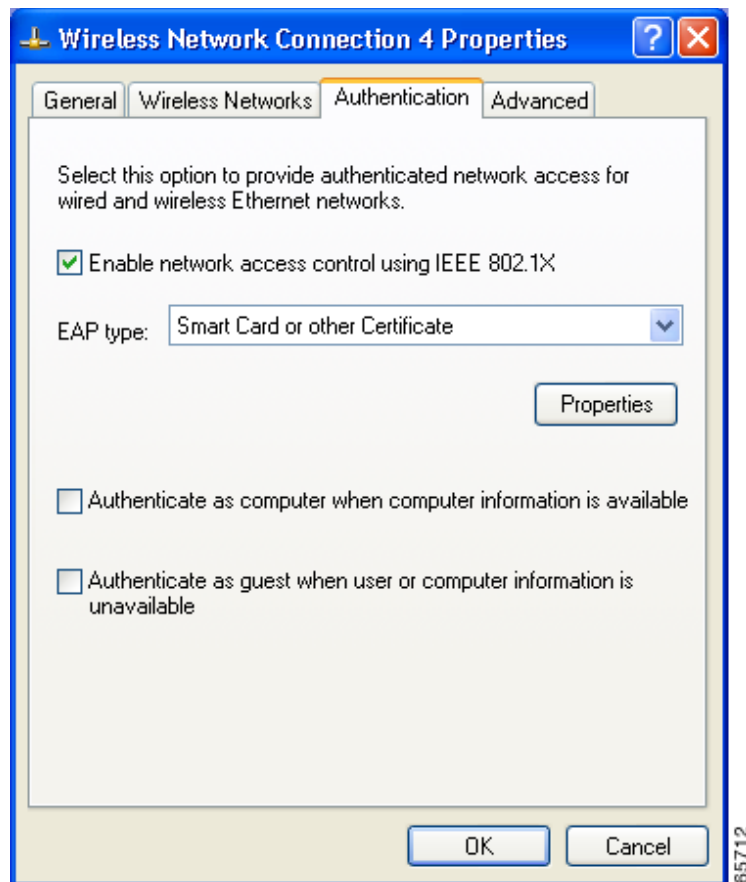 Wireless Network Connection 4 Properties
?
General
Wireless Networks
Authentication
Advanced
Select this option to provide authenticated network access for
wired and wireless Ethernet networks.
Enable network access control using IEEE 802.1X
EAP type:
Smart Card or other Certificate
Properties
Authenticate as computer when computer information is available
Authenticate as guest when user or computer information is
unavailable
OK
Cancel
65712